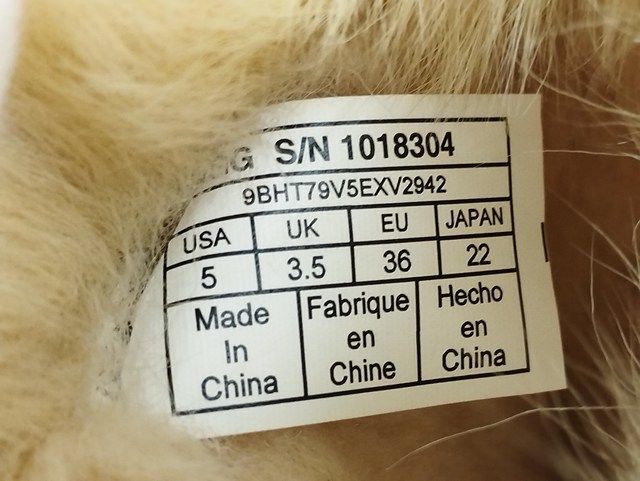 S/N 1018304
9BHT79V5EXV2942
USA UK EU JAPAN
5 3.5 36 22
Made
In
China
Fabrique
en
Chine
Hecho
en
China